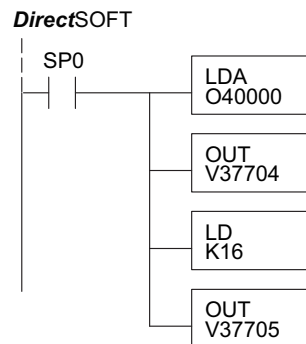 DirectSOFT
SP0
LDA
O40000
OUT
V37704
LD
K16
OUT
V37705